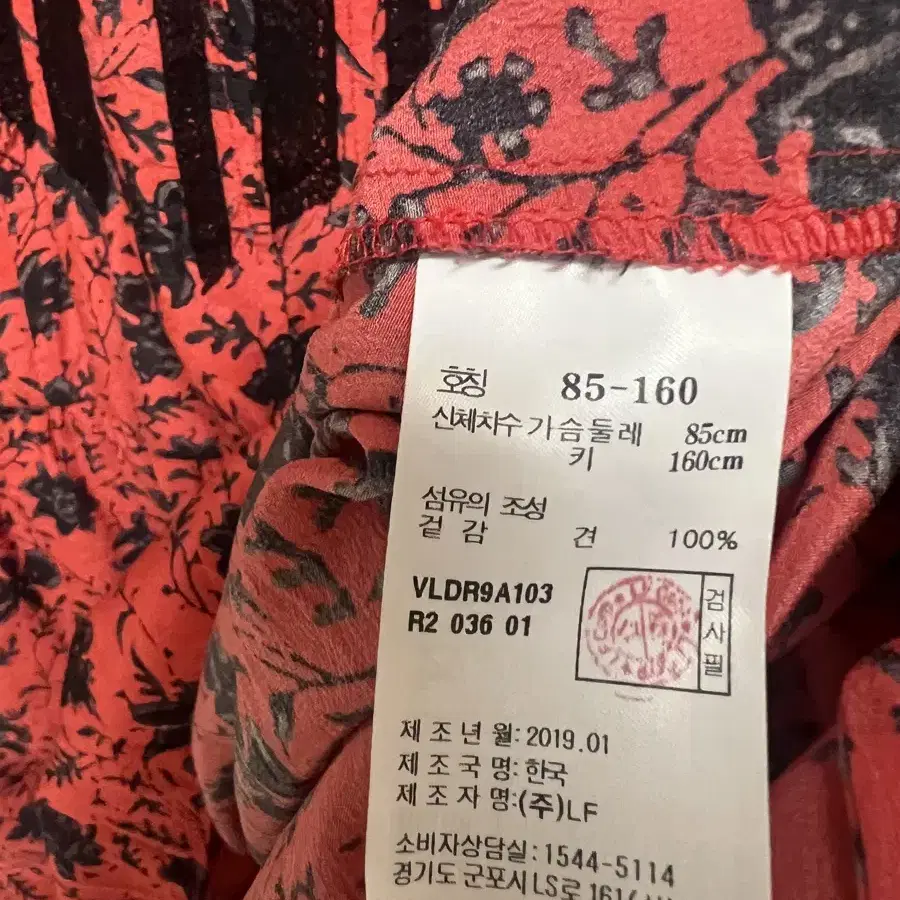 호칭 85-160
신체치수 가슴둘레 85cm
키 160cm
섬유의 조성
겉감 견 100%
VLDR9A103
R2 036 01
검사필
제조년월: 2019.01
제조국명: 한국
제조자명: (주)LF
소비자상담실: 1544-5114
경기도 군포시 LS로 161